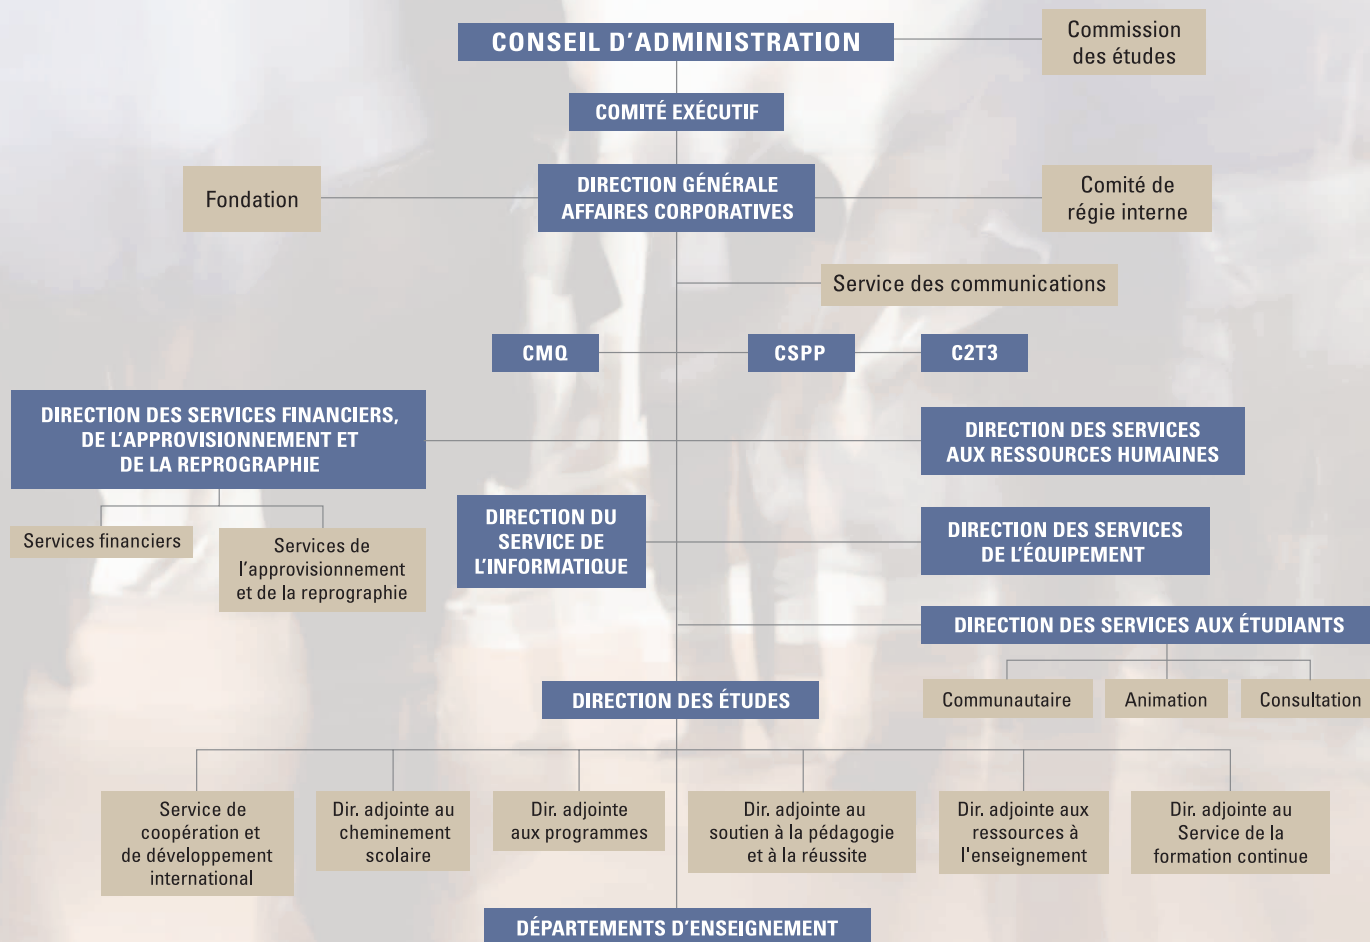 CONSEIL D'ADMINISTRATION
Commission
des études
COMITÉ EXÉCUTIF
Fondation
DIRECTION GÉNÉRALE
AFFAIRES CORPORATIVES
Comité de
régie interne
Service des communications
CMQ
CSPP
C2T3
DIRECTION DES SERVICES FINANCIERS,
DE L'APPROVISIONNEMENT ET
DE LA REPROGRAPHIE
DIRECTION DES SERVICES
AUX RESSOURCES HUMAINES
Services financiers
Services de
l'approvisionnement
et de la reprographie
DIRECTION DU
SERVICE DE
L'INFORMATIQUE
DIRECTION DES SERVICES
DE L'ÉQUIPEMENT
DIRECTION DES SERVICES AUX ÉTUDIANTS
Communautaire
Animation
Consultation
DIRECTION DES ÉTUDES
Service de
coopération et
de développement
international
Dir. adjointe au
cheminement
scolaire
Dir. adjointe
aux programmes
Dir. adjointe au
soutien à la pédagogie
et à la réussite
Dir. adjointe aux
ressources à
l'enseignement
Dir. adjointe au
Service de la
formation continue
DÉPARTEMENTS D'ENSEIGNEMENT